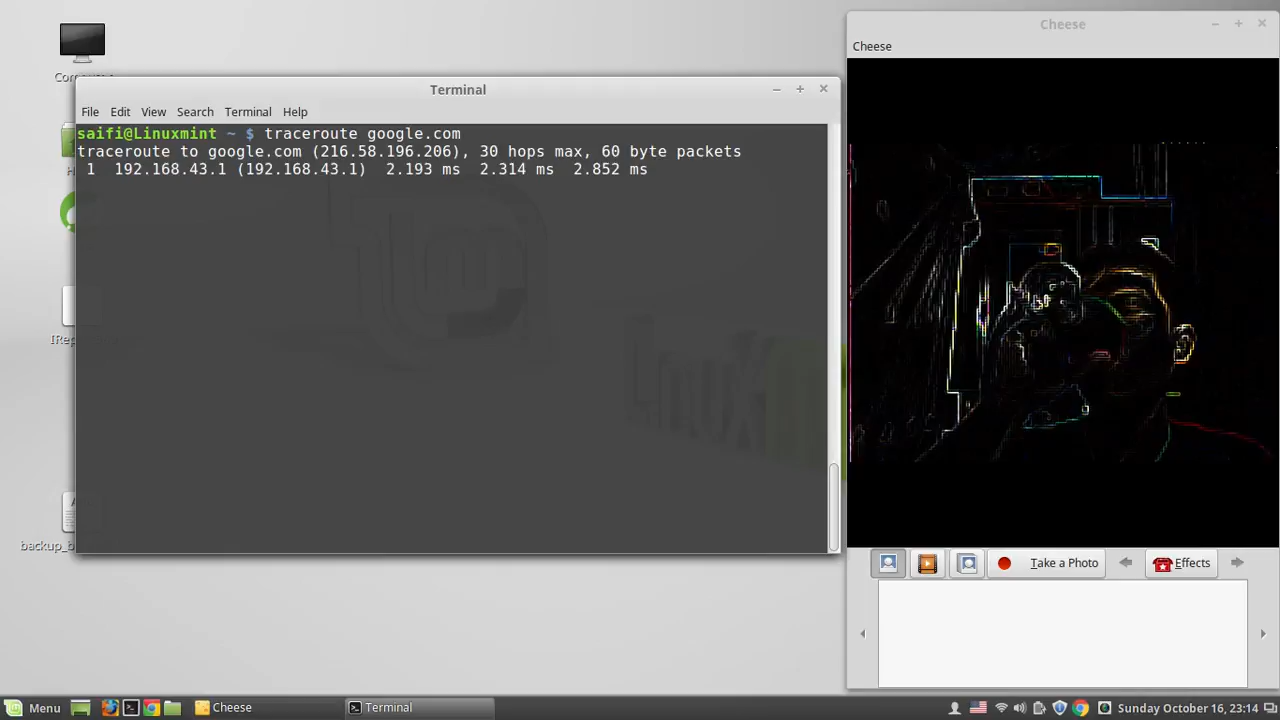 Cheese
Cheese
Terminal
File Edit View Search Terminal Help
saifi@Linuxmint ~ $ traceroute google.com
traceroute to google.com (216.58.196.206), 30 hops max, 60 byte packets
 1  192.168.43.1 (192.168.43.1)  2.193 ms  2.314 ms  2.852 ms
Take a Photo
Effects
Menu
Cheese
Terminal
Sunday October 16, 23:14